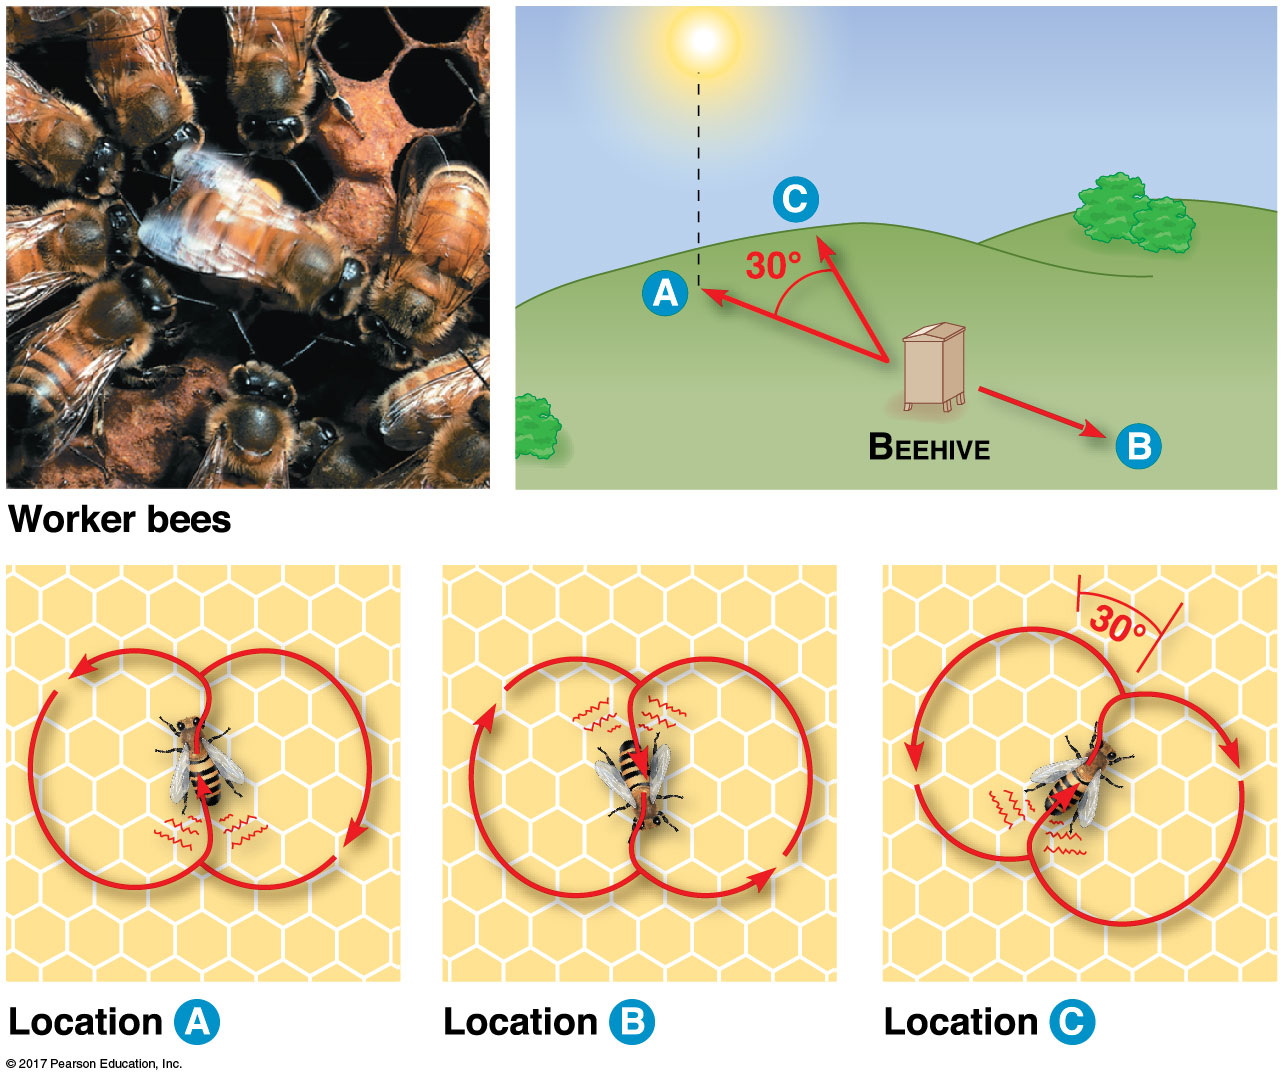 C
30°
A
BEEHIVE
B
Worker bees
30°
Location A
Location B
Location C
© 2017 Pearson Education, Inc.